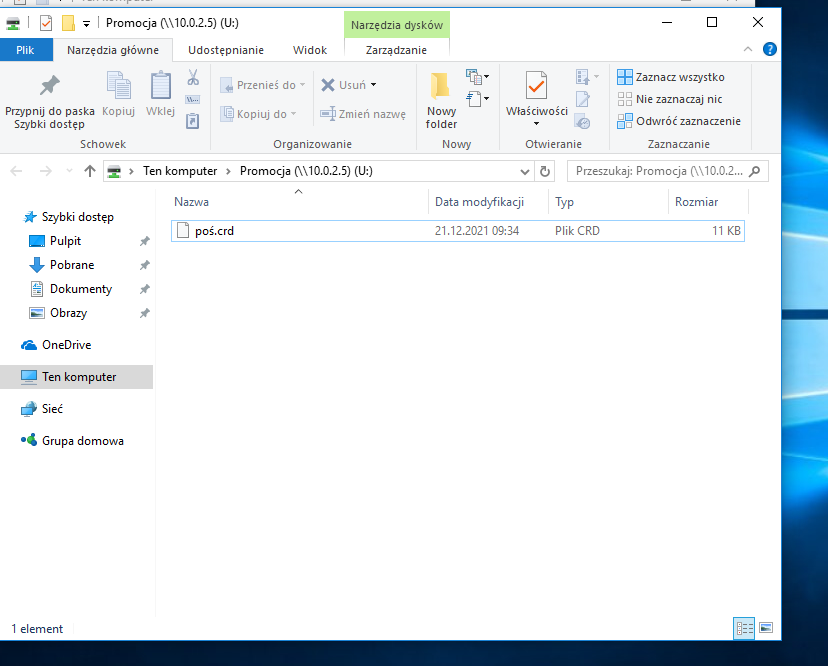 Promocja (\\10.0.2.5) (U:)
Narzędzia dysków
Plik
Narzędzia główne
Udostępnianie
Widok
Zarządzanie
Przypnij do paska
Szybki dostęp
Kopiuj
Wklej
Schowek
Przenieś do
Kopiuj do
Usuń
Zmień nazwę
Organizowanie
Nowy
folder
Nowy
Właściwości
Otwieranie
Zaznacz wszystko
Nie zaznaczaj nic
Odwróć zaznaczenie
Zaznaczanie
Ten komputer > Promocja (\\10.0.2.5) (U:)
Przeszukaj: Promocja (\\10.0.2...
Nazwa
Data modyfikacji
Typ
Rozmiar
poś.crd
21.12.2021 09:34
Plik CRD
11 KB
Szybki dostęp
Pulpit
Pobrane
Dokumenty
Obrazy
OneDrive
Ten komputer
Sieć
Grupa domowa
1 element